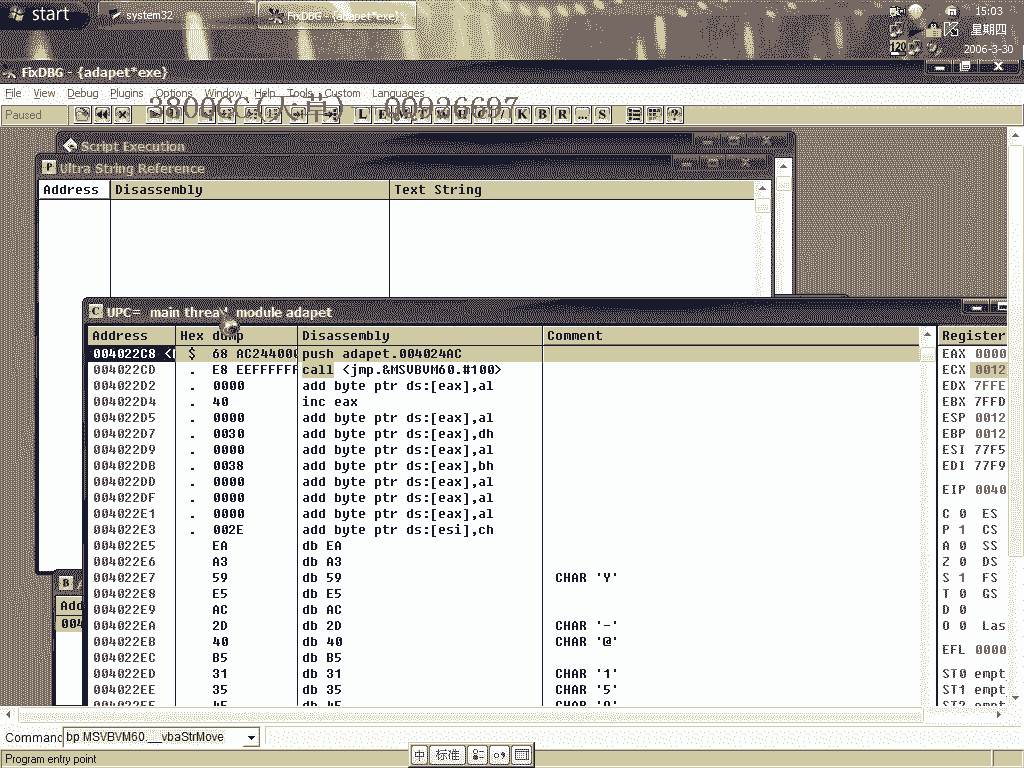 start system32 FixDBG - {adapet*exe} 15:03
星期四
120 2006-3-30
FixDBG - {adapet*exe}
File View Debug Plugins Options Window Help Tools Custom Languages
3800CC(天草) 00936697
Paused L E K B R ... S ?
Script Execution
P Ultra String Reference
Address Disassembly Text String
C UPC= main thread module adapet
Address Hex dump Disassembly Comment Register
004022C8 $ 68 AC244000 push adapet.004024AC EAX 0000
004022CD . E8 EEFFFFFF call <jmp.&MSVBVM60.#100> ECX 0012
004022D2 . 0000 add byte ptr ds:[eax],al EDX 7FFE
004022D4 . 40 inc eax EBX 7FFD
004022D5 . 0000 add byte ptr ds:[eax],al ESP 0012
004022D7 . 0030 add byte ptr ds:[eax],dh EBP 0012
004022D9 . 0000 add byte ptr ds:[eax],al ESI 77F5
004022DB . 0038 add byte ptr ds:[eax],bh EDI 77F9
004022DD . 0000 add byte ptr ds:[eax],al
004022DF . 0000 add byte ptr ds:[eax],al EIP 0040
004022E1 . 0000 add byte ptr ds:[eax],al C 0 ES
004022E3 . 002E add byte ptr ds:[esi],ch P 1 CS
004022E5 EA db EA A 0 SS
004022E6 A3 db A3 Z 0 DS
004022E7 59 db 59 CHAR 'Y' S 1 FS
004022E8 E5 db E5 T 0 GS
004022E9 AC db AC D 0
004022EA 2D db 2D CHAR '-' O 0 Las
004022EB 40 db 40 CHAR '@'
004022EC B5 db B5 EFL 0000
004022ED 31 db 31 CHAR '1' ST0 empt
004022EE 35 db 35 CHAR '5' ST1 empt
B
Add
004
Command bp MSVBVM60.__vbaStrMove
Program entry point 中 标准